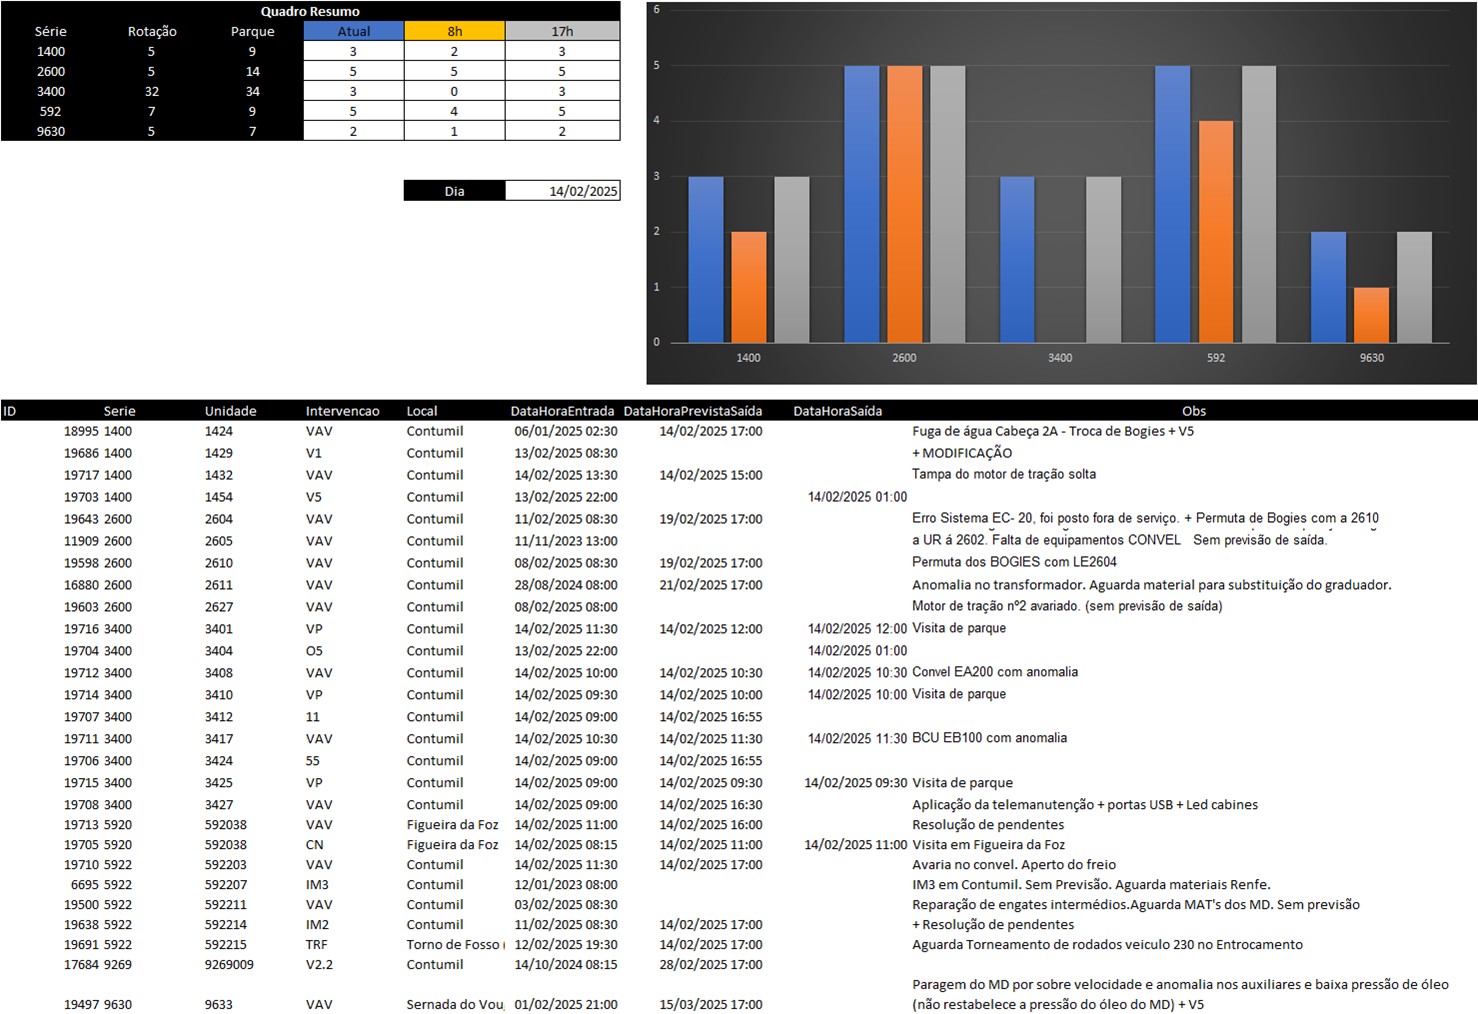 Quadro Resumo
Série Rotação Parque Atual 8h 17h
1400 5 9 3 2 3
2600 5 14 5 5 5
3400 32 34 3 0 3
592 7 9 5 4 5
9630 5 7 2 1 2
Dia 14/02/2025
6
5
4
3
2
1
0
1400 2600 3400 592 9630
ID Serie Unidade Intervencao Local DataHoraEntrada DataHoraPrevistaSaída DataHoraSaída Obs
18995 1400 1424 VAV Contumil 06/01/2025 02:30 14/02/2025 17:00 Fuga de água Cabeça 2A - Troca de Bogies + V5
19686 1400 1429 V1 Contumil 13/02/2025 08:30 + MODIFICAÇÃO
19717 1400 1432 VAV Contumil 14/02/2025 13:30 14/02/2025 15:00 Tampa do motor de tração solta
19703 1400 1454 V5 Contumil 13/02/2025 22:00 14/02/2025 01:00
19643 2600 2604 VAV Contumil 11/02/2025 08:30 19/02/2025 17:00 Erro Sistema EC- 20, foi posto fora de serviço. + Permuta de Bogies com a 2610
11909 2600 2605 VAV Contumil 11/11/2023 13:00 a UR á 2602. Falta de equipamentos CONVEL Sem previsão de saída.
19598 2600 2610 VAV Contumil 08/02/2025 08:30 19/02/2025 17:00 Permuta dos BOGIES com LE2604
16880 2600 2611 VAV Contumil 28/08/2024 08:00 21/02/2025 17:00 Anomalia no transformador. Aguarda material para substituição do graduador.
19603 2600 2627 VAV Contumil 08/02/2025 08:00 Motor de tração nº2 avariado. (sem previsão de saída)
19716 3400 3401 VP Contumil 14/02/2025 11:30 14/02/2025 12:00 14/02/2025 12:00 Visita de parque
19704 3400 3404 O5 Contumil 13/02/2025 22:00 14/02/2025 01:00
19712 3400 3408 VAV Contumil 14/02/2025 10:00 14/02/2025 10:30 14/02/2025 10:30 Convel EA200 com anomalia
19714 3400 3410 VP Contumil 14/02/2025 09:30 14/02/2025 10:00 14/02/2025 10:00 Visita de parque
19707 3400 3412 11 Contumil 14/02/2025 09:00 14/02/2025 16:55
19711 3400 3417 VAV Contumil 14/02/2025 10:30 14/02/2025 11:30 14/02/2025 11:30 BCU EB100 com anomalia
19706 3400 3424 55 Contumil 14/02/2025 09:00 14/02/2025 16:55
19715 3400 3425 VP Contumil 14/02/2025 09:00 14/02/2025 09:30 14/02/2025 09:30 Visita de parque
19708 3400 3427 VAV Contumil 14/02/2025 09:00 14/02/2025 16:30 Aplicação da telemanutenção + portas USB + Led cabines
19713 5920 592038 VAV Figueira da Foz 14/02/2025 11:00 14/02/2025 16:00 Resolução de pendentes
19705 5920 592038 CN Figueira da Foz 14/02/2025 08:15 14/02/2025 11:00 14/02/2025 11:00 Visita em Figueira da Foz
19710 5922 592203 VAV Contumil 14/02/2025 11:30 14/02/2025 17:00 Avaria no convel. Aperto do freio
6695 5922 592207 IM3 Contumil 12/01/2023 08:00 IM3 em Contumil. Sem Previsão. Aguarda materiais Renfe.
19500 5922 592211 VAV Contumil 03/02/2025 08:30 Reparação de engates intermédios.Aguarda MAT's dos MD. Sem previsão
19638 5922 592214 IM2 Contumil 11/02/2025 08:30 14/02/2025 17:00 + Resolução de pendentes
19691 5922 592215 TRF Torno de Fosso ( 12/02/2025 19:30 14/02/2025 17:00 Aguarda Torneamento de rodados veiculo 230 no Entrocamento
17684 9269 9269009 V2.2 Contumil 14/10/2024 08:15 28/02/2025 17:00
19497 9630 9633 VAV Sernada do Vou 01/02/2025 21:00 15/03/2025 17:00 Paragem do MD por sobre velocidade e anomalia nos auxiliares e baixa pressão de óleo
(não restabelece a pressão do óleo do MD) + V5